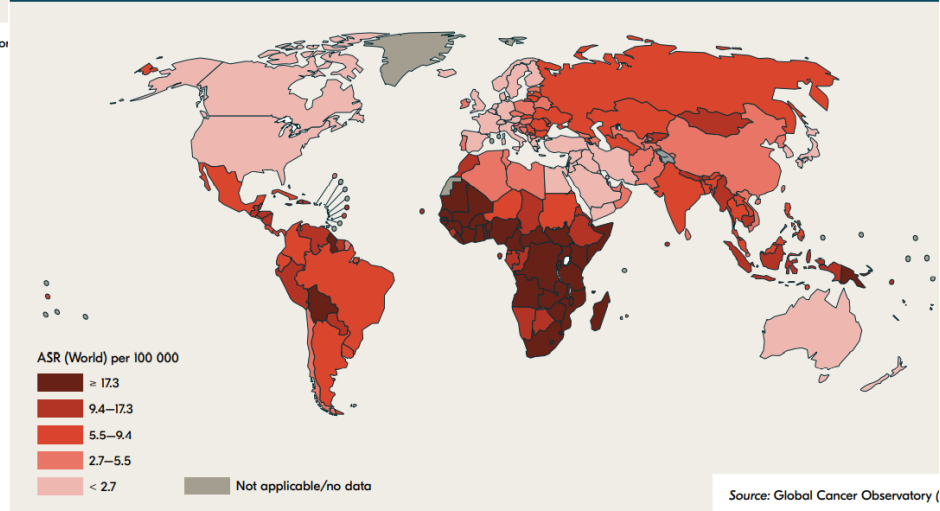 or
ASR (World) per 100 000
≥ 17.3
9.4–17.3
5.5–9.4
2.7–5.5
< 2.7
Not applicable/no data
Source: Global Cancer Observatory (